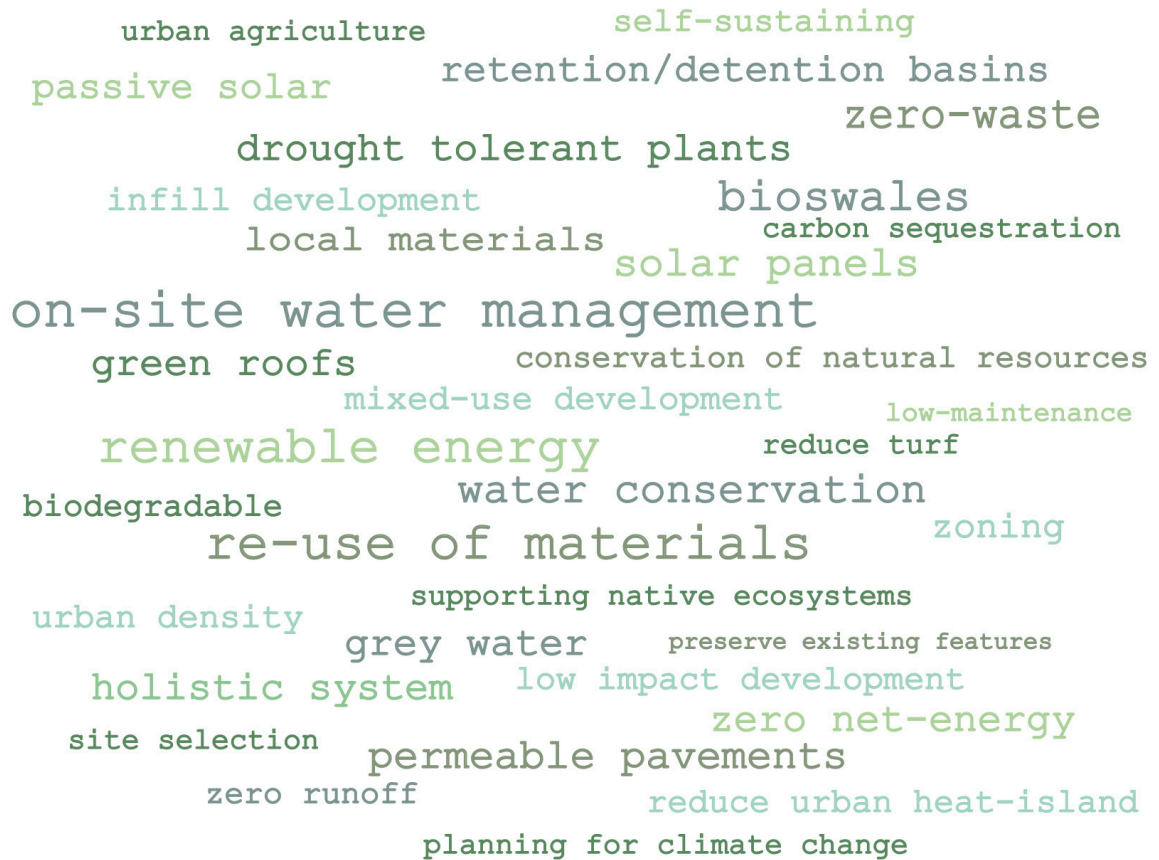 self-sustaining
urban agriculture
retention/detention basins
passive solar
zero-waste
drought tolerant plants
bioswales
infill development
carbon sequestration
local materials
solar panels
on-site water management
conservation of natural resources
green roofs
mixed-use development
low-maintenance
renewable energy
reduce turf
water conservation
biodegradable
zoning
re-use of materials
supporting native ecosystems
urban density
grey water
preserve existing features
low impact development
holistic system
zero net-energy
site selection
permeable pavements
zero runoff
reduce urban heat-island
planning for climate change